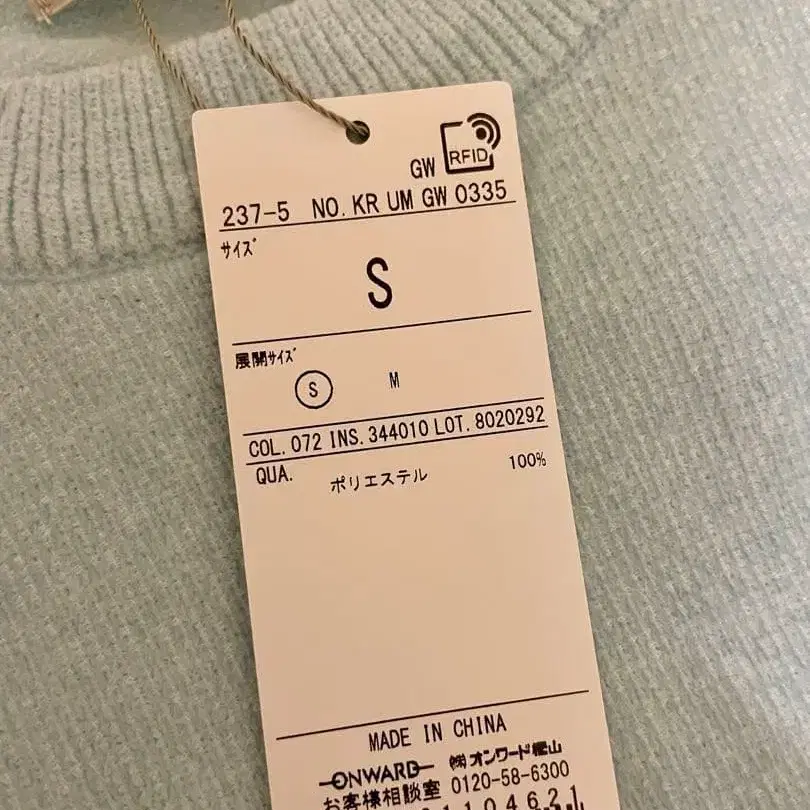 RFID
GW
237-5 NO. KR UM GW 0335
サイズ
S
展開サイズ
S M
COL. 072 INS. 344010 LOT. 8020292
QUA. ポリエステル 100%
MADE IN CHINA
ONWARD ㈱オンワード樫山
お客様相談室 0120-58-6300